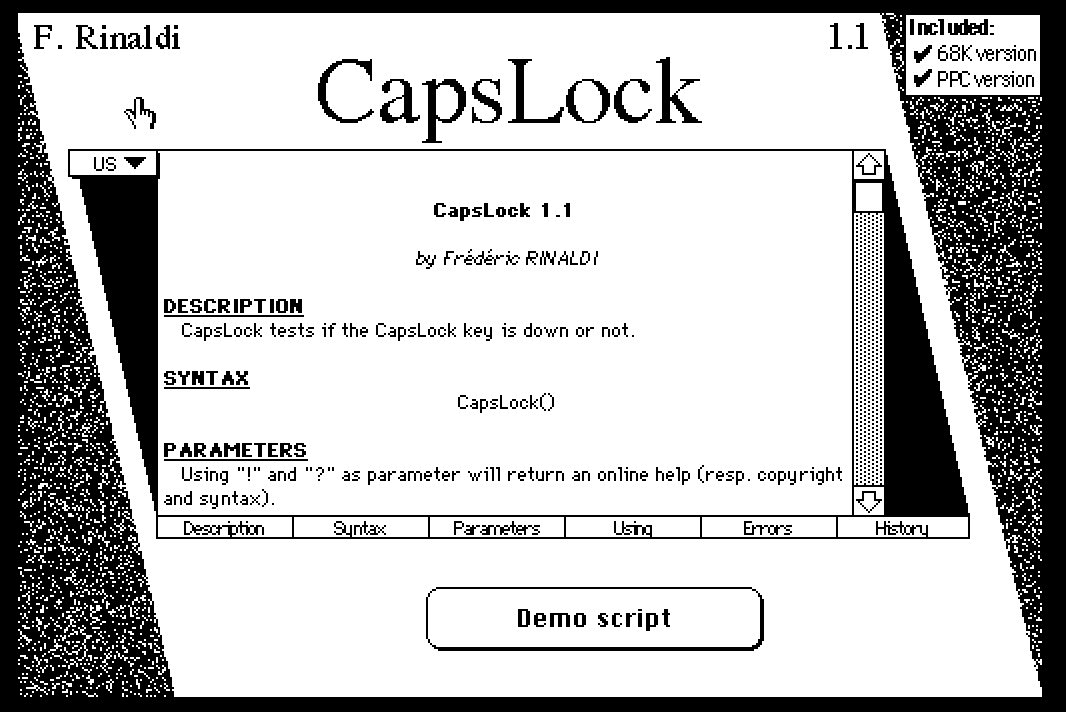 F. Rinaldi
1.1
Included:
✔ 68K version
✔ PPC version
CapsLock
US
CapsLock 1.1
by Frédéric RINALDI
DESCRIPTION
CapsLock tests if the CapsLock key is down or not.
SYNTAX
CapsLock()
PARAMETERS
Using "!" and "?" as parameter will return an online help (resp. copyright
and syntax).
Description Syntax Parameters Using Errors History
Demo script